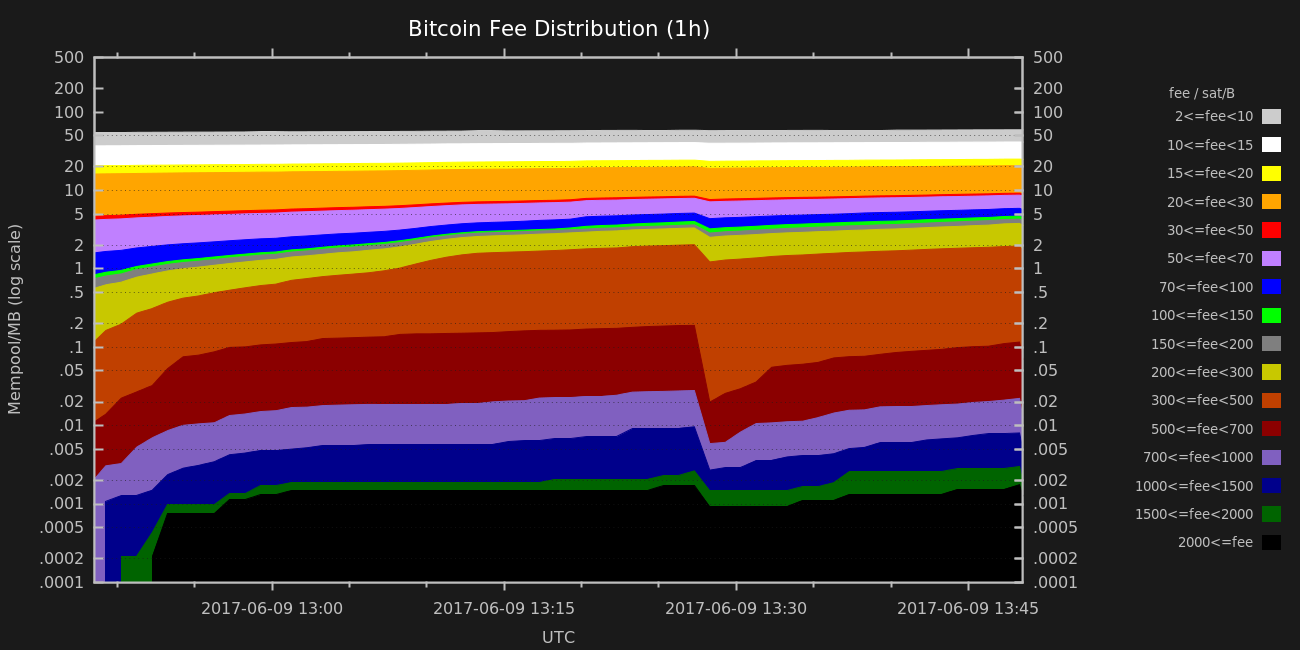 Bitcoin Fee Distribution (1h)
Mempool/MB (log scale)
500
200
100
50
20
10
5
2
1
.5
.2
.1
.05
.02
.01
.005
.002
.001
.0005
.0002
.0001
500
200
100
50
20
10
5
2
1
.5
.2
.1
.05
.02
.01
.005
.002
.001
.0005
.0002
.0001
fee / sat/B
2<=fee<10
10<=fee<15
15<=fee<20
20<=fee<30
30<=fee<50
50<=fee<70
70<=fee<100
100<=fee<150
150<=fee<200
200<=fee<300
300<=fee<500
500<=fee<700
700<=fee<1000
1000<=fee<1500
1500<=fee<2000
2000<=fee
2017-06-09 13:00
2017-06-09 13:15
2017-06-09 13:30
2017-06-09 13:45
UTC